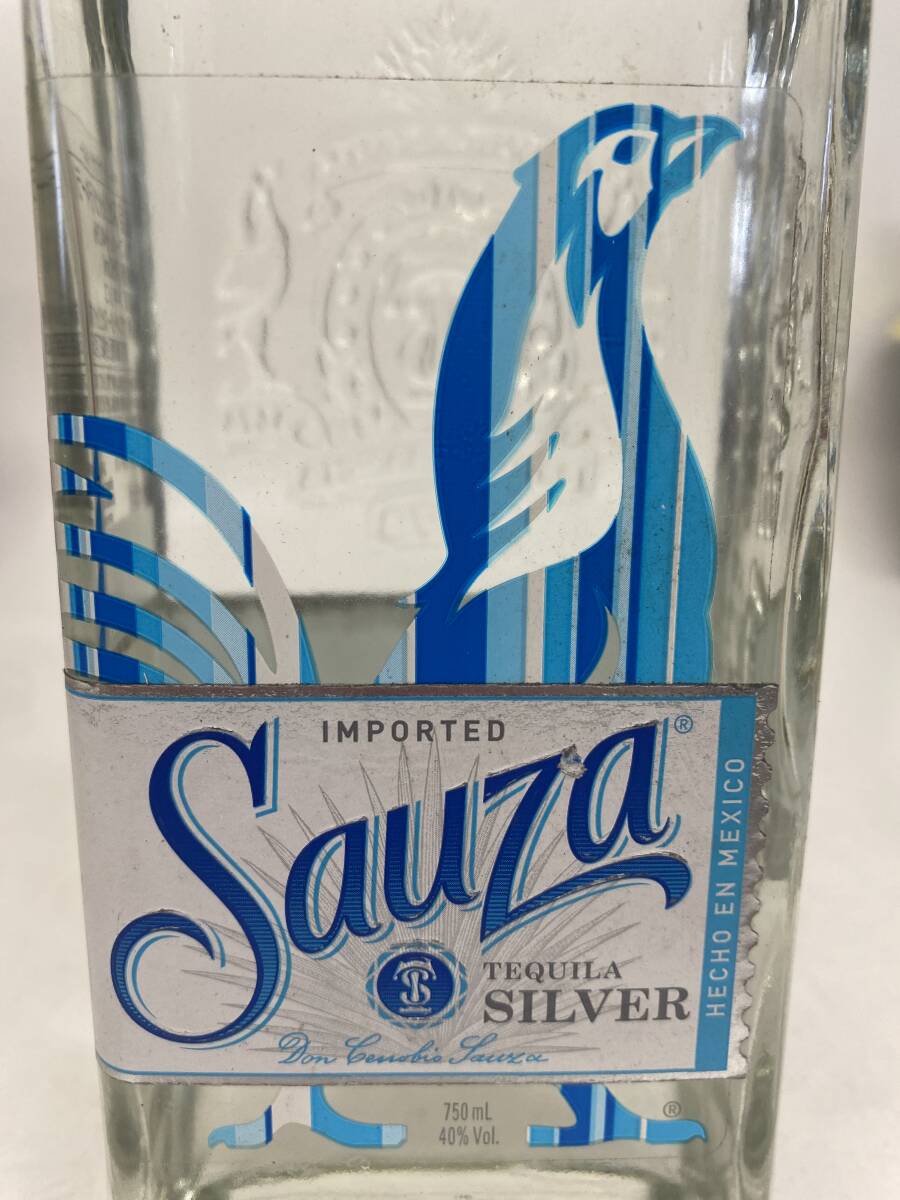 IMPORTED
Sauza®
TEQUILA
SILVER
Don Cenobio Sauza
HECHO EN MEXICO
750 mL
40% Vol.
®